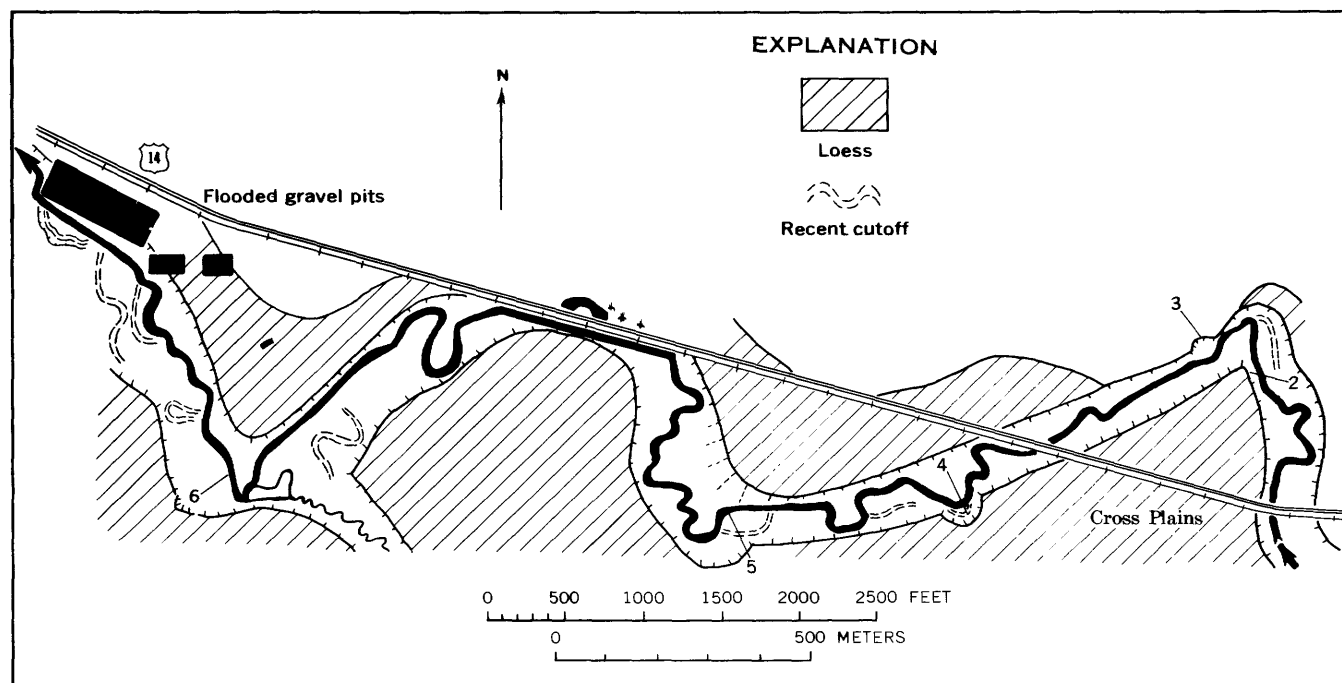 EXPLANATION
N
Loess
14
Flooded gravel pits
Recent cutoff
3
2
4
6
Cross Plains
5
0 500 1000 1500 2000 2500 FEET
0 500 METERS